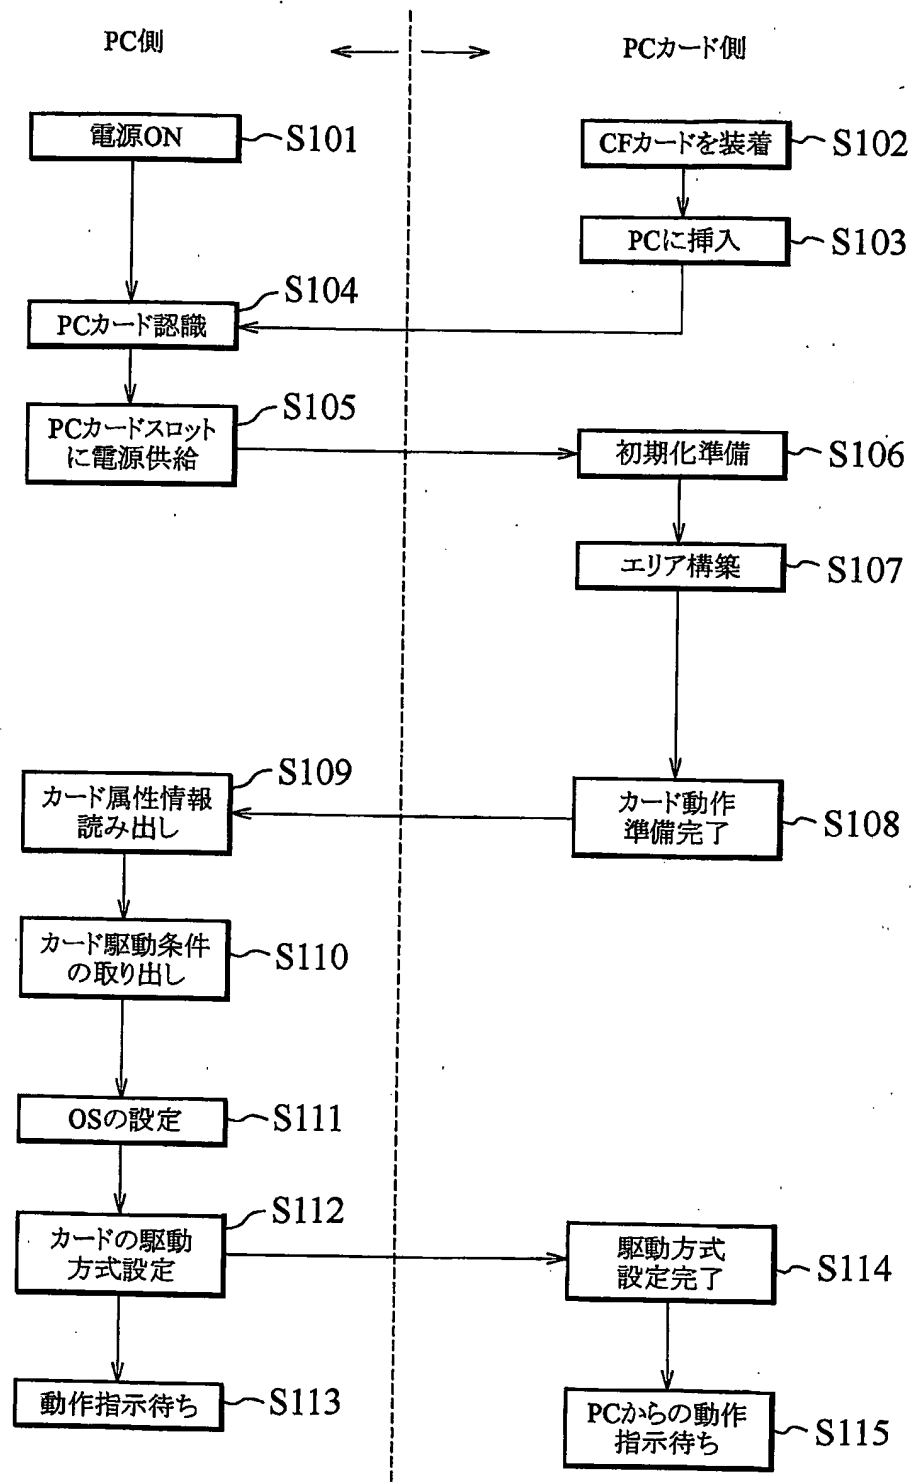 PC側
PCカード側
電源ON
S101
CFカードを装着
S102
PCに挿入
S103
S104
PCカード認識
S105
PCカードスロット
に電源供給
初期化準備
S106
エリア構築
S107
S109
カード属性情報
読み出し
カード動作
準備完了
S108
カード駆動条件
の取り出し
S110
OSの設定
S111
S112
カードの駆動
方式設定
駆動方式
設定完了
S114
動作指示待ち
S113
PCからの動作
指示待ち
S115